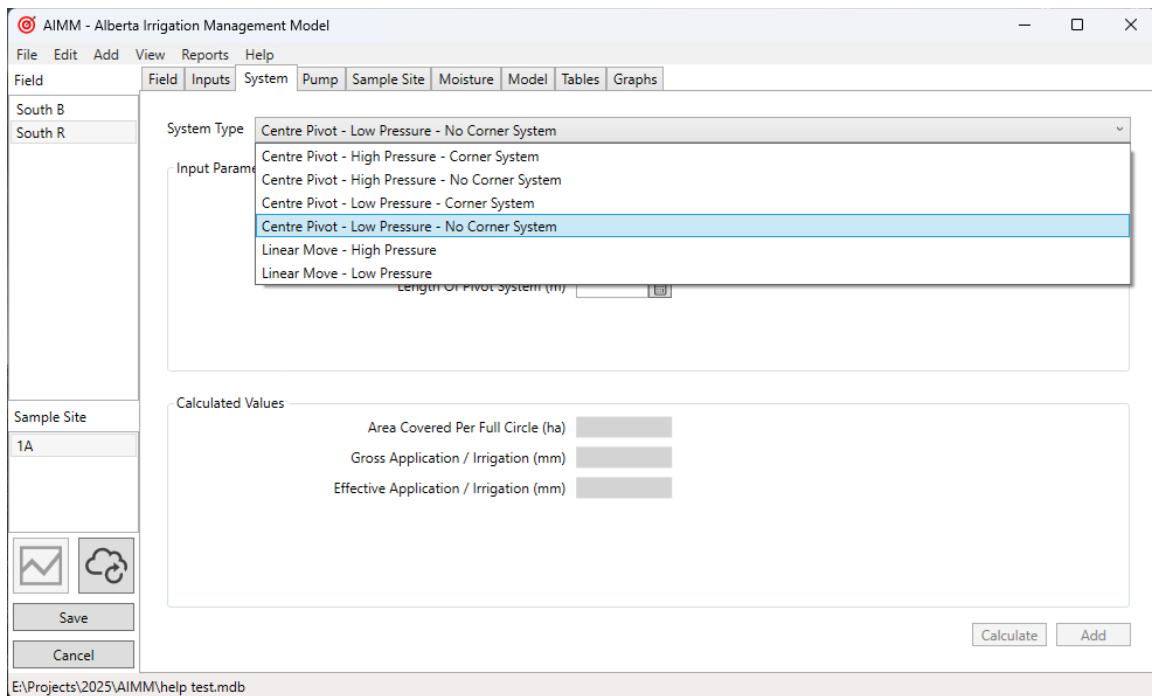 AIMM - Alberta Irrigation Management Model
File Edit Add View Reports Help
Field
Field Inputs System Pump Sample Site Moisture Model Tables Graphs
South B
South R
System Type Centre Pivot - Low Pressure - No Corner System
Centre Pivot - High Pressure - Corner System
Input Parame
Centre Pivot - High Pressure - No Corner System
Centre Pivot - Low Pressure - Corner System
Centre Pivot - Low Pressure - No Corner System
Linear Move - High Pressure
Linear Move - Low Pressure
Length Of Pivot System (m)
Calculated Values
Sample Site
Area Covered Per Full Circle (ha)
1A
Gross Application / Irrigation (mm)
Effective Application / Irrigation (mm)
Save
Calculate Add
Cancel
E:\Projects\2025\AIMM\help test.mdb